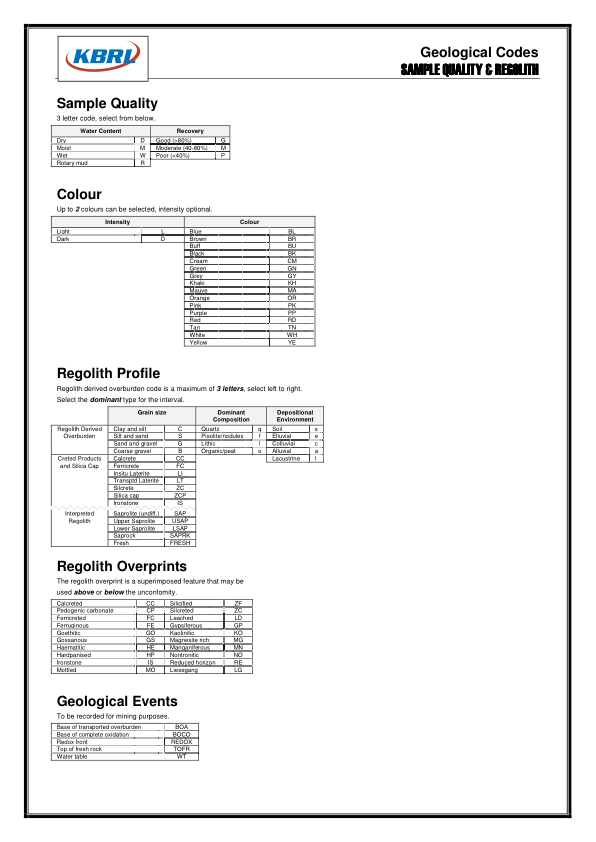 KBRL
Geological Codes
SAMPLE QUALITY & REGOLITH
Sample Quality
3 letter code, select from below.
Water Content Recovery
Dry D Good (>80%) G
Moist M Moderate (40-80%) M
Wet W Poor (<40%) P
Rotary mud R
Colour
Up to 2 colours can be selected, intensity optional.
Intensity Colour
Light L Blue BL
Dark D Brown BR
Buff BU
Black BK
Cream CM
Green GN
Grey GY
Khaki KH
Mauve MA
Orange OR
Pink PK
Purple PP
Red RD
Tan TN
White WH
Yellow YE
Regolith Profile
Regolith derived overburden code is a maximum of 3 letters, select left to right.
Select the dominant type for the interval.
Grain size Dominant Depositional
Composition Environment
Regolith Derived Clay and silt C Quartz q Soil s
Overburden Silt and sand S Pisolite/nodules f Elluvial e
Sand and gravel G Lithic l Colluvial c
Coarse gravel B Organic/peat o Alluvial a
Creted Products Calcrete CC Lacustrine l
and Silica Cap Ferricrete FC
Insitu Laterite LI
Transptd Laterite LT
Silcrete ZC
Silica cap ZCP
Ironstone IS
Interpreted Saprolite (undiff.) SAP
Regolith Upper Saprolite USAP
Lower Saprolite LSAP
Saprock SAPRK
Fresh FRESH
Regolith Overprints
The regolith overprint is a superimposed feature that may be
used above or below the unconfomity.
Calcreted CC Silicified ZF
Pedogenic carbonate CP Silcreted ZC
Ferricreted FC Leached LD
Ferruginous FE Gypsiferous GP
Goethitic GO Kaolinitic KO
Gossanous GS Magnesite rich MG
Haematitic HE Manganiferous MN
Hardpanised HP Nontronitic NO
Ironstone IS Reduced horizon RE
Mottled MO Liesegang LG
Geological Events
To be recorded for mining purposes.
Base of transported overburden BOA
Base of complete oxidation BOCO
Redox front REDOX
Top of fresh rock TOFR
Water table WT